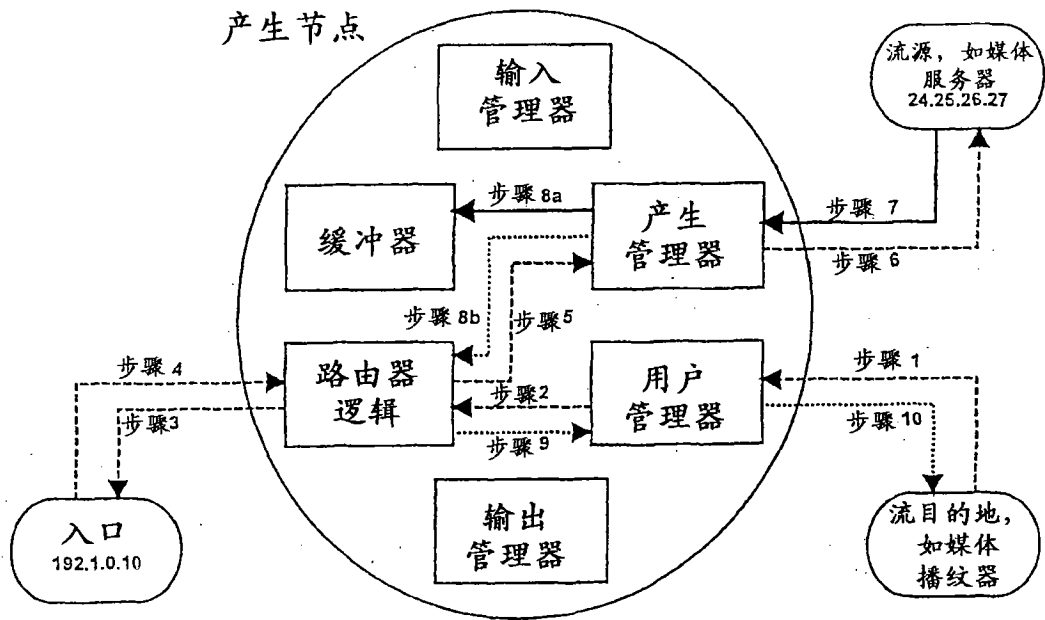 产生节点
输入
管理器
流源, 如媒体
服务器
24.25.26.27
步骤 8a
缓冲器
产生
管理器
步骤 7
步骤 6
步骤 8b
步骤5
步骤 4
路由器
逻辑
步骤2
用户
管理器
步骤 1
步骤3
步骤 9
步骤 10
入口
192.1.0.10
输出
管理器
流目的地,
如媒体
播纹器